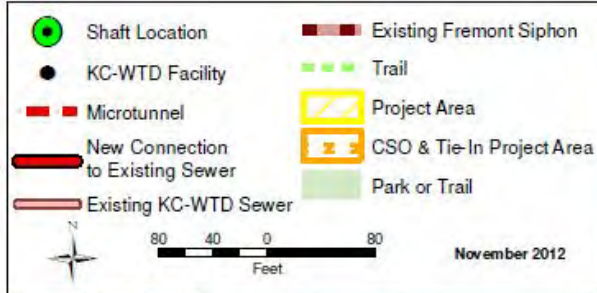 Shaft Location
KC-WTD Facility
Microtunnel
New Connection
to Existing Sewer
Existing KC-WTD Sewer
Existing Fremont Siphon
Trail
Project Area
CSO & Tie-In Project Area
Park or Trail
N
80 40 0 80
Feet
November 2012